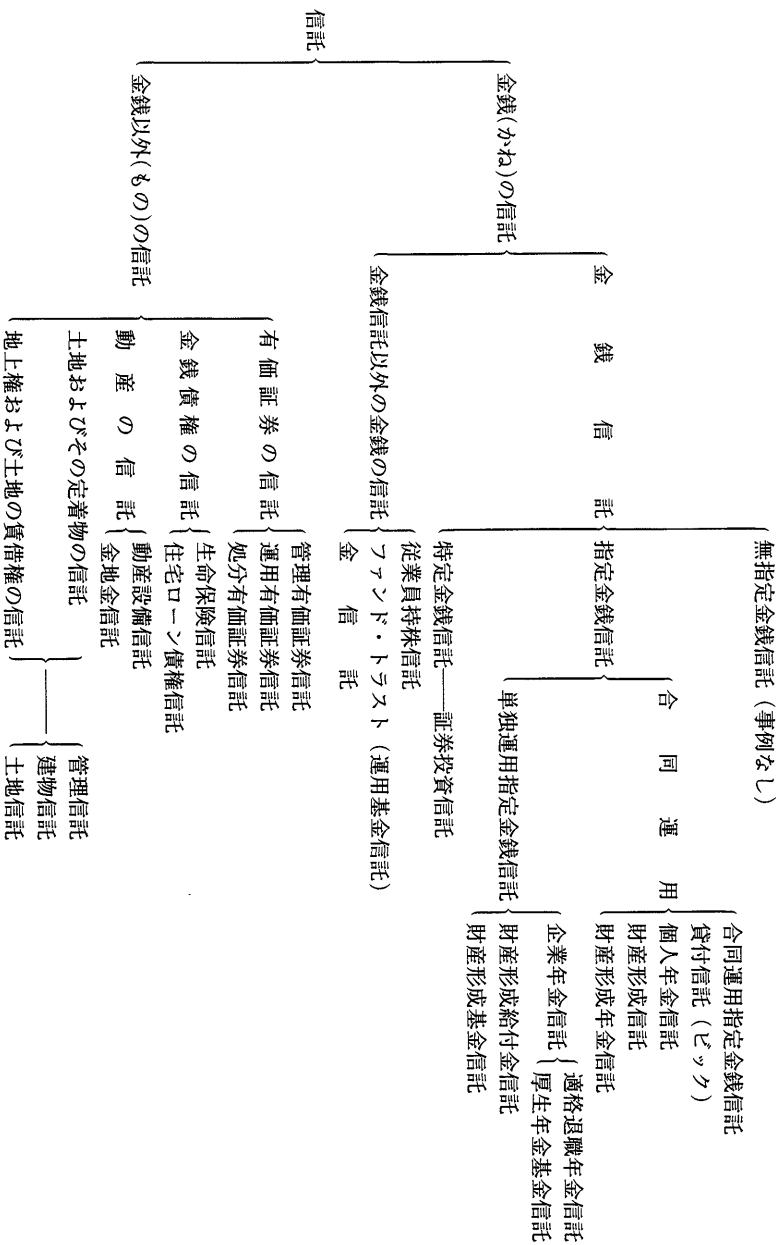 信託
金銭(かね)の信託
金銭信託
無指定金銭信託（事例なし）
指定金銭信託
合同運用
合同運用指定金銭信託
貸付信託（ビック）
個人年金信託
財産形成信託
財産形成年金信託
単独運用指定金銭信託
企業年金信託
適格退職年金信託
厚生年金基金信託
財産形成給付金信託
財産形成基金信託
特定金銭信託――証券投資信託
金銭信託以外の金銭の信託
従業員持株信託
ファンド・トラスト（運用基金信託）
金信託
金銭以外(もの)の信託
有価証券の信託
管理有価証券信託
運用有価証券信託
処分有価証券信託
金銭債権の信託
生命保険信託
住宅ローン債権信託
動産の信託
動産設備信託
金地金信託
土地およびその定着物の信託
地上権および土地の賃借権の信託
管理信託
建物信託
土地信託